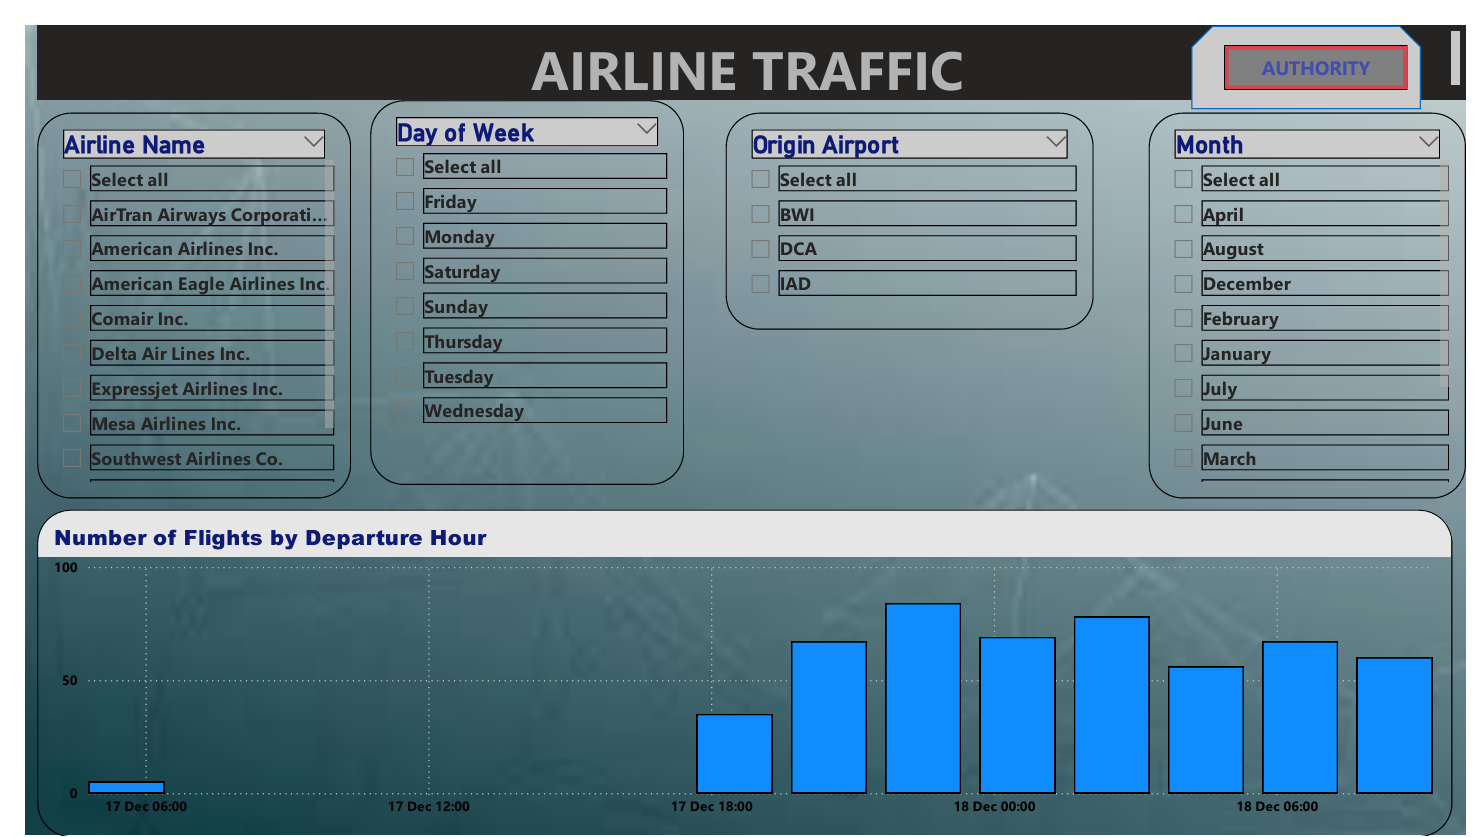 AIRLINE TRAFFIC
AUTHORITY
Airline Name
Select all
AirTran Airways Corporati...
American Airlines Inc.
American Eagle Airlines Inc.
Comair Inc.
Delta Air Lines Inc.
Expressjet Airlines Inc.
Mesa Airlines Inc.
Southwest Airlines Co.
Day of Week
Select all
Friday
Monday
Saturday
Sunday
Thursday
Tuesday
Wednesday
Origin Airport
Select all
BWI
DCA
IAD
Month
Select all
April
August
December
February
January
July
June
March
Number of Flights by Departure Hour
100
50
0
17 Dec 06:00 17 Dec 12:00 17 Dec 18:00 18 Dec 00:00 18 Dec 06:00